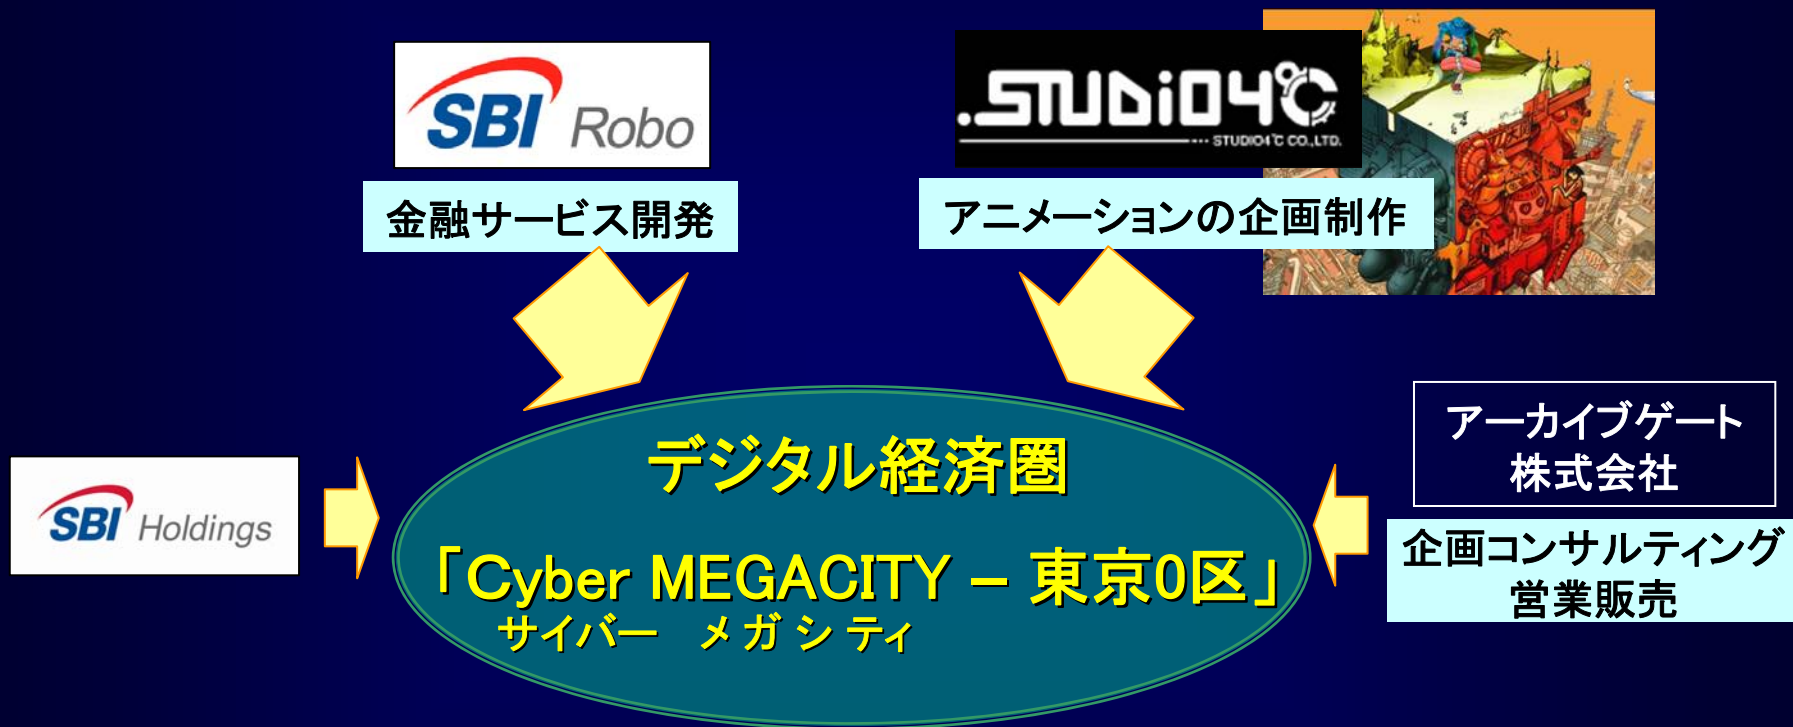 SBI Robo
金融サービス開発
.STUDIO4℃
STUDIO4℃ CO.,LTD.
アニメーションの企画制作
SBI Holdings
デジタル経済圏
「Cyber MEGACITY – 東京0区」
サイバー メガ シ ティ
アーカイブゲート
株式会社
企画コンサルティング
営業販売